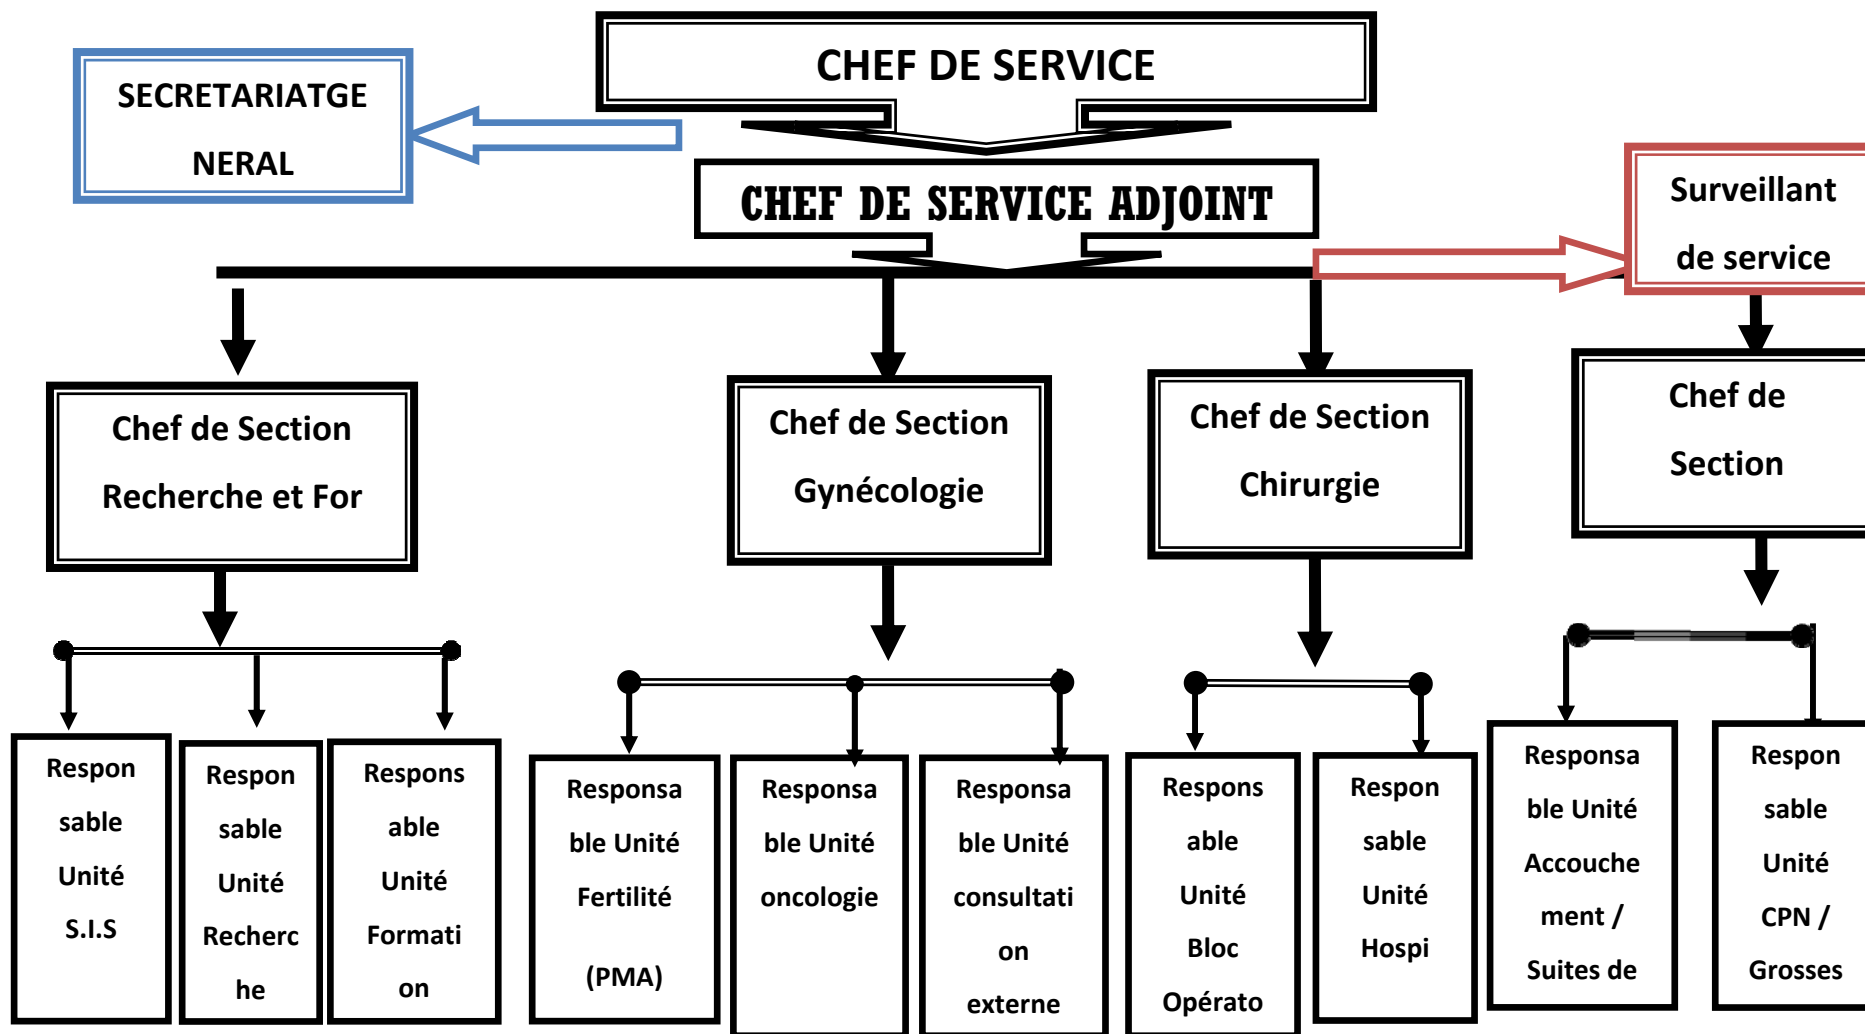 CHEF DE SERVICE
SECRETARIATGE
NERAL
CHEF DE SERVICE ADJOINT
Surveillant
de service
Chef de Section
Recherche et For
Chef de Section
Gynécologie
Chef de Section
Chirurgie
Chef de
Section
Respon
sable
Unité
S.I.S
Respon
sable
Unité
Recherc
he
Respons
able
Unité
Formati
on
Responsa
ble Unité
Fertilité
(PMA)
Responsa
ble Unité
oncologie
Responsa
ble Unité
consultati
on
externe
Respons
able
Unité
Bloc
Opérato
Respon
sable
Unité
Hospi
Responsa
ble Unité
Accouche
ment /
Suites de
Respon
sable
Unité
CPN /
Grosses